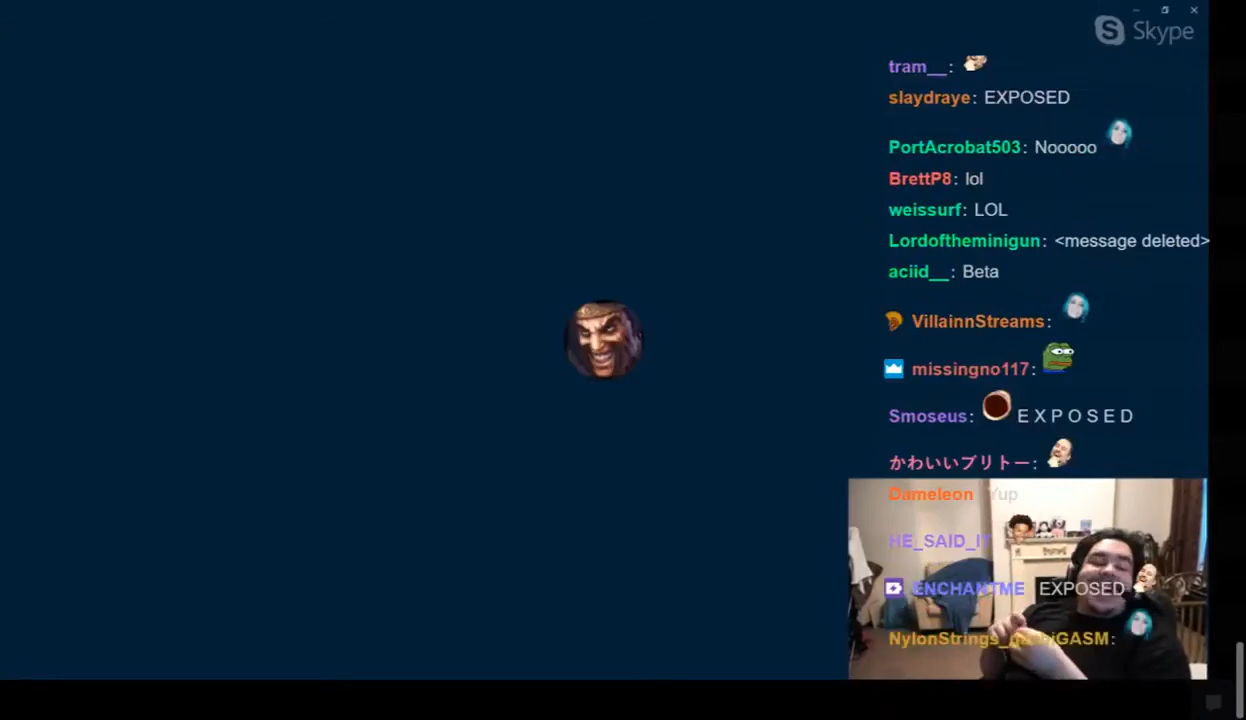 Skype
tram__:
slaydraye: EXPOSED
PortAcrobat503: Nooooo
BrettP8: lol
weissurf: LOL
Lordoftheminigun: <message deleted>
aciid__: Beta
VillainnStreams:
missingno117:
Smoseus: E X P O S E D
かわいいブリトー:
Dameleon Yup
HE_SAID_IT
ENCHANTME EXPOSED